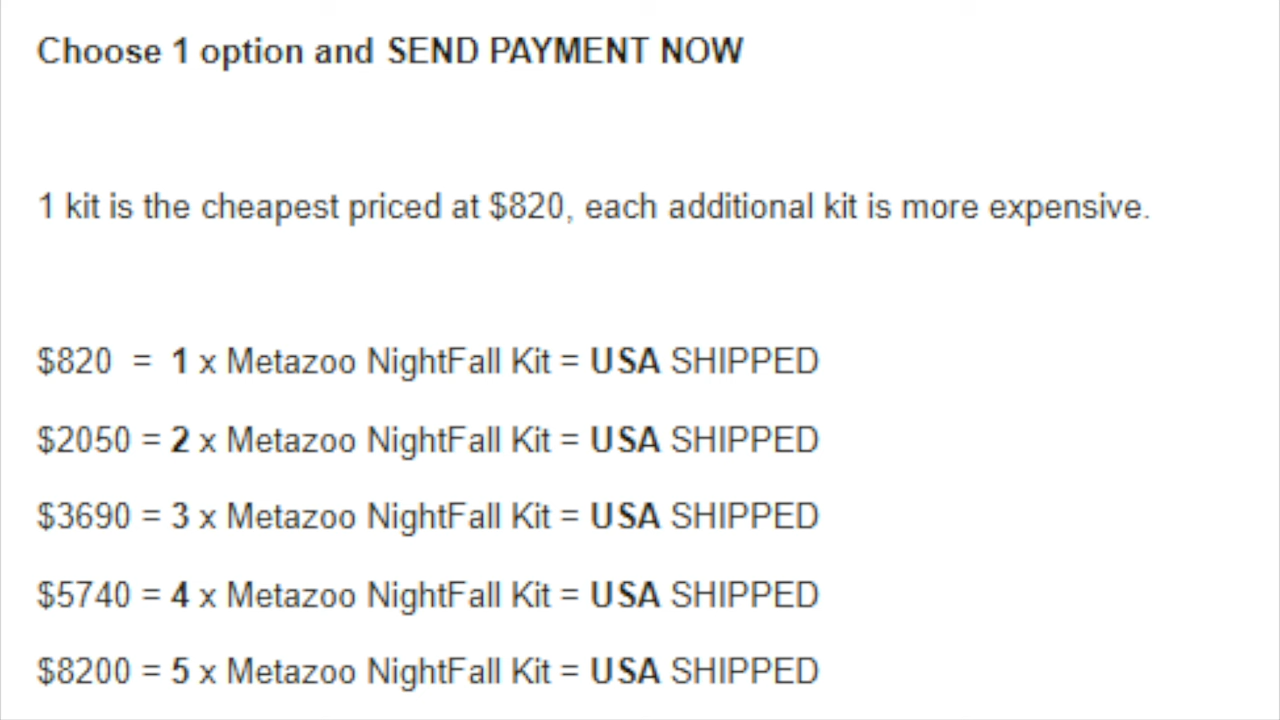 Choose 1 option and SEND PAYMENT NOW
1 kit is the cheapest priced at $820, each additional kit is more expensive.
$820 = 1 x Metazoo NightFall Kit = USA SHIPPED
$2050 = 2 x Metazoo NightFall Kit = USA SHIPPED
$3690 = 3 x Metazoo NightFall Kit = USA SHIPPED
$5740 = 4 x Metazoo NightFall Kit = USA SHIPPED
$8200 = 5 x Metazoo NightFall Kit = USA SHIPPED